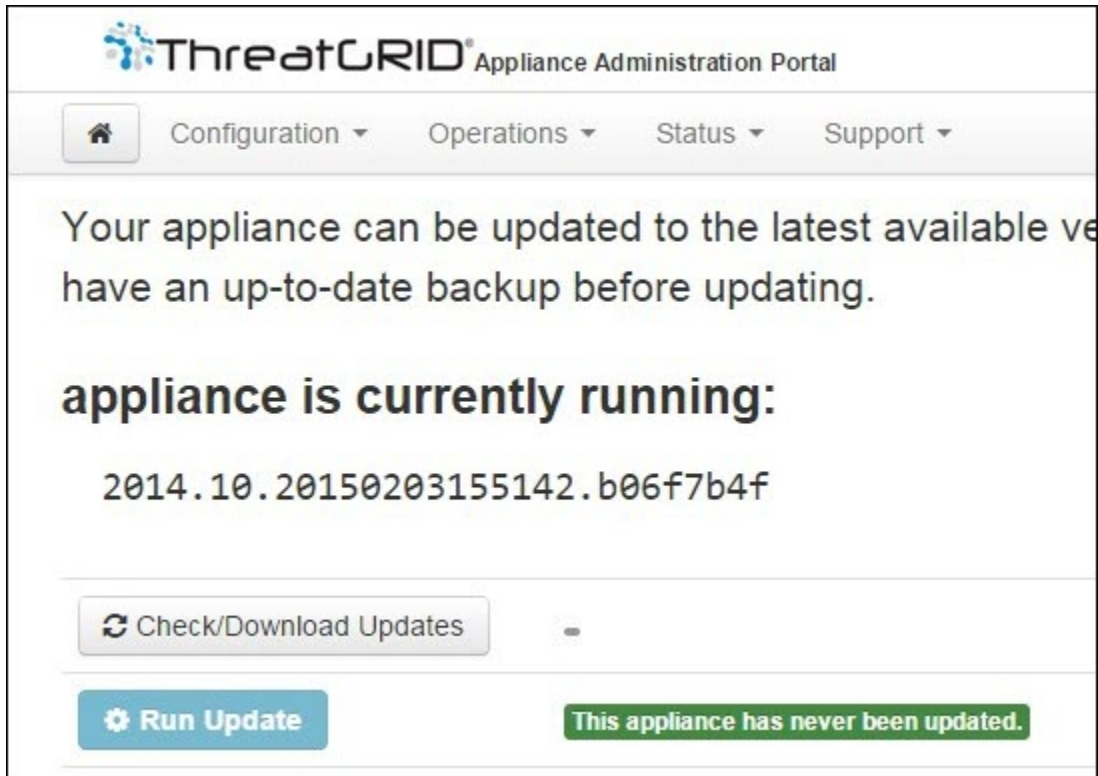 ThreatGRID® Appliance Administration Portal
Configuration Operations Status Support
Your appliance can be updated to the latest available ve
have an up-to-date backup before updating.
appliance is currently running:
2014.10.20150203155142.b06f7b4f
Check/Download Updates -
Run Update This appliance has never been updated.